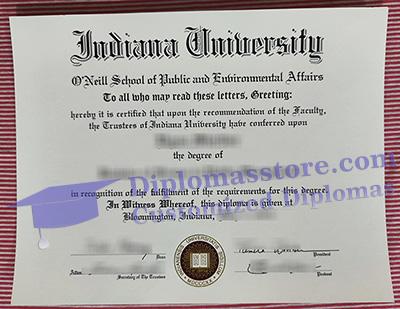 Indiana University
O'Neill School of Public and Environmental Affairs
To all who may read these letters, Greeting:
hereby it is certified that upon the recommendation of the Faculty,
the Trustees of Indiana University have conferred upon
the degree of
Diplomasstore.com
in recognition of the fulfillment of the requirements for this degree.
Customized Diplomas
In Witness Whereof, this diploma is given at
Bloomington, Indiana,
Dean
President
Attest
Secretary of The Trustees